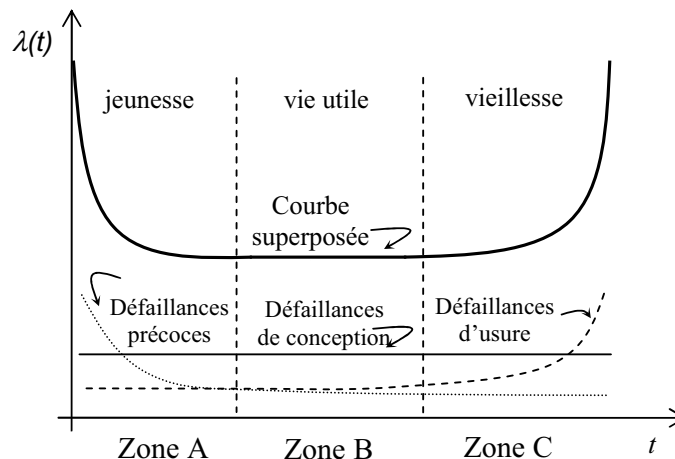 λ(t)
jeunesse
vie utile
vieillesse
Courbe
superposée
Défaillances
précoces
Défaillances
de conception
Défaillances
d’usure
Zone A
Zone B
Zone C
t